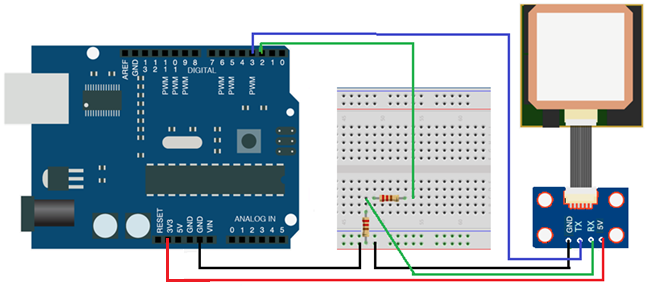 AREF
GND
13
12
11
10
9
8
7
6
5
4
3
2
1
0
DIGITAL
PWM
PWM
PWM
PWM
PWM
PWM
RESET
3V3
5V
GND
GND
VIN
ANALOG IN
0 1 2 3 4 5
GND
TX
RX
5V